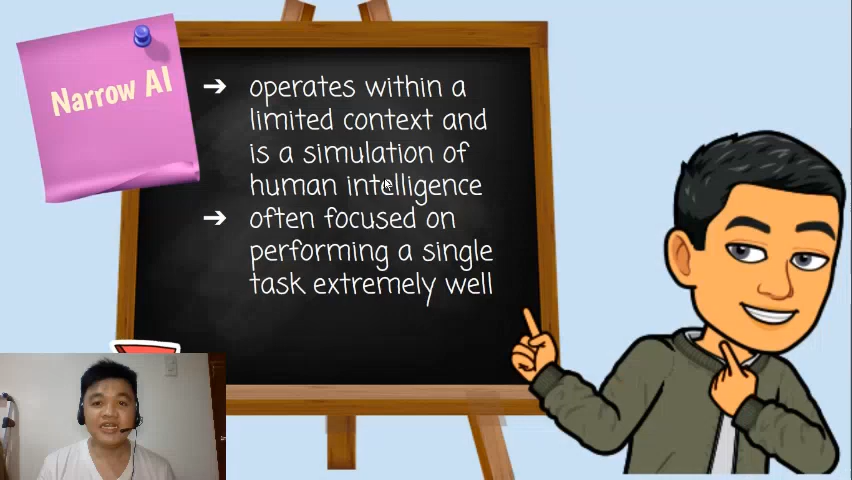 Narrow AI
➔ operates within a
limited context and
is a simulation of
human intelligence
➔ often focused on
performing a single
task extremely well